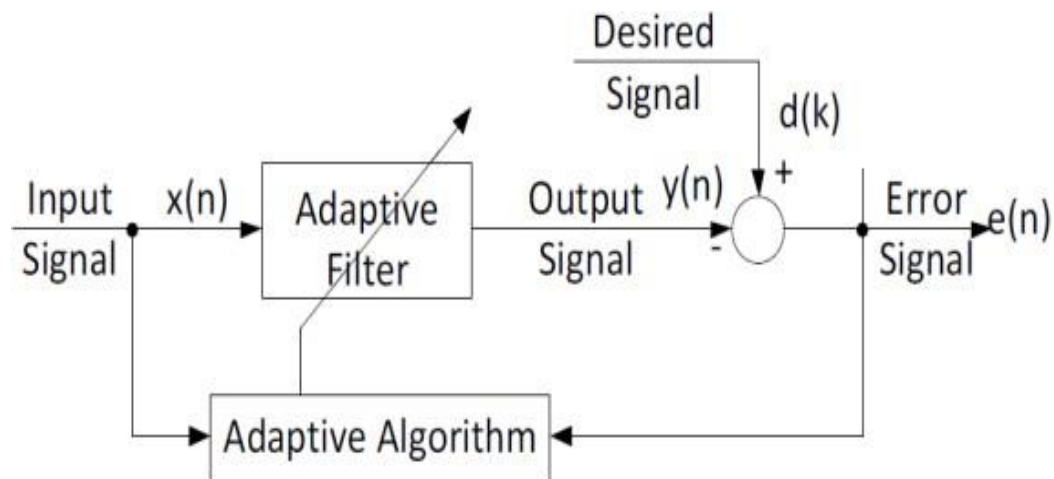 Desired
Signal
d(k)
+
Input
Signal
x(n)
Adaptive
Filter
Output
Signal
y(n)
-
Error
Signal
e(n)
Adaptive Algorithm